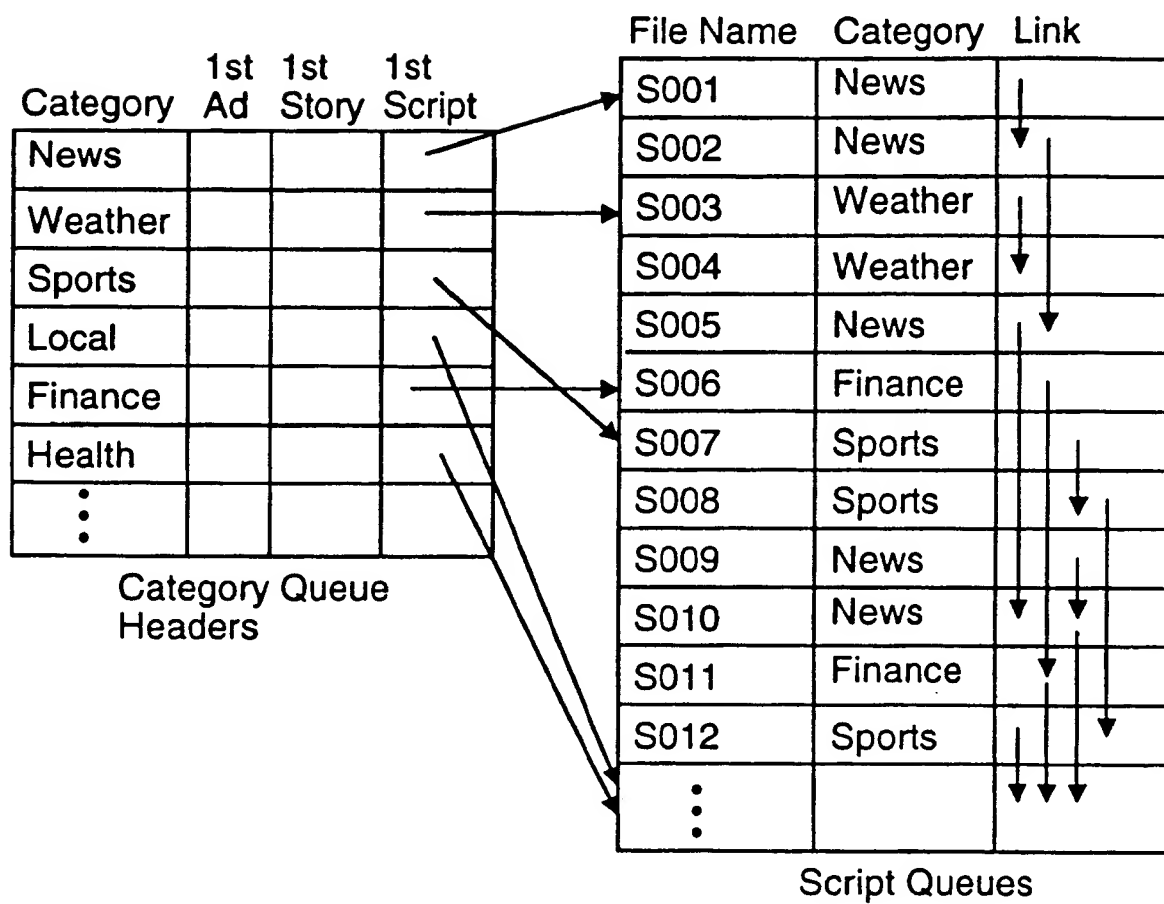 1st 1st 1st
Category Ad Story Script
News
Weather
Sports
Local
Finance
Health
Category Queue
Headers
File Name Category Link
S001 News
S002 News
S003 Weather
S004 Weather
S005 News
S006 Finance
S007 Sports
S008 Sports
S009 News
S010 News
S011 Finance
S012 Sports
Script Queues